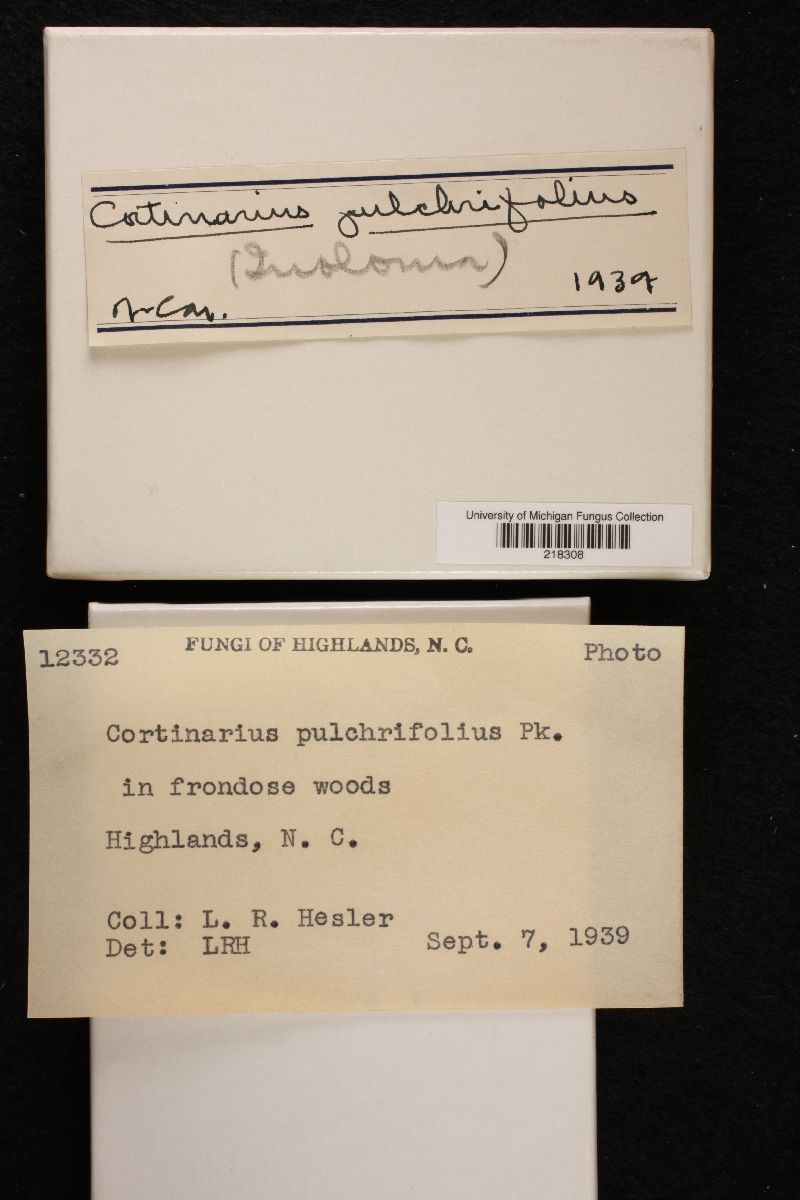 Cortinarius pulchrifolius
(Inoloma)
1939
N Car.
University of Michigan Fungus Collection
218308
12332 FUNGI OF HIGHLANDS, N. C. Photo
Cortinarius pulchrifolius Pk.
in frondose woods
Highlands, N. C.
Coll: L. R. Hesler
Det: LRH Sept. 7, 1939